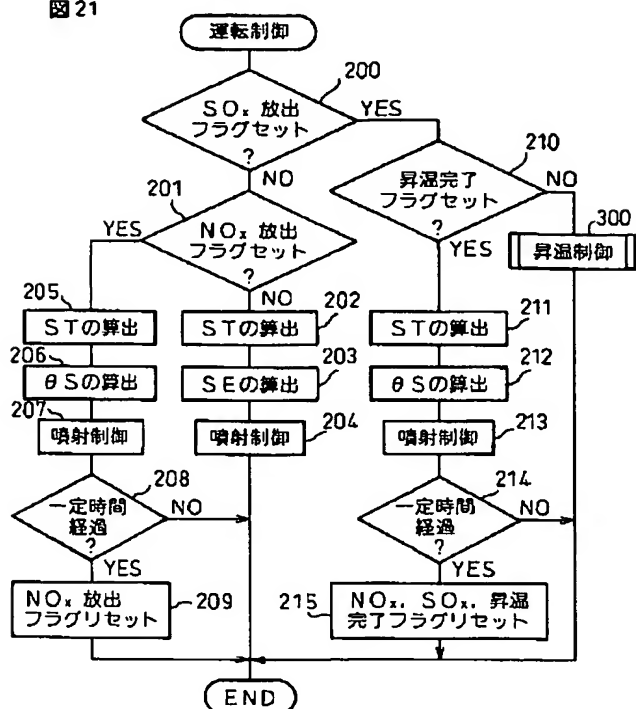 図21
運転制御
200
SOx 放出
フラグセット
?
YES
NO
210
昇温完了
フラグセット
?
NO
YES
300
昇温制御
201
NOx 放出
フラグセット
?
YES
NO
205
STの算出
206
θSの算出
207
噴射制御
208
一定時間
経過
?
NO
YES
NOx 放出
フラグリセット
209
202
STの算出
203
SEの算出
噴射制御
204
211
STの算出
212
θSの算出
噴射制御
213
214
一定時間
経過
?
NO
YES
215
NOx, SOx, 昇温
完了フラグリセット
END